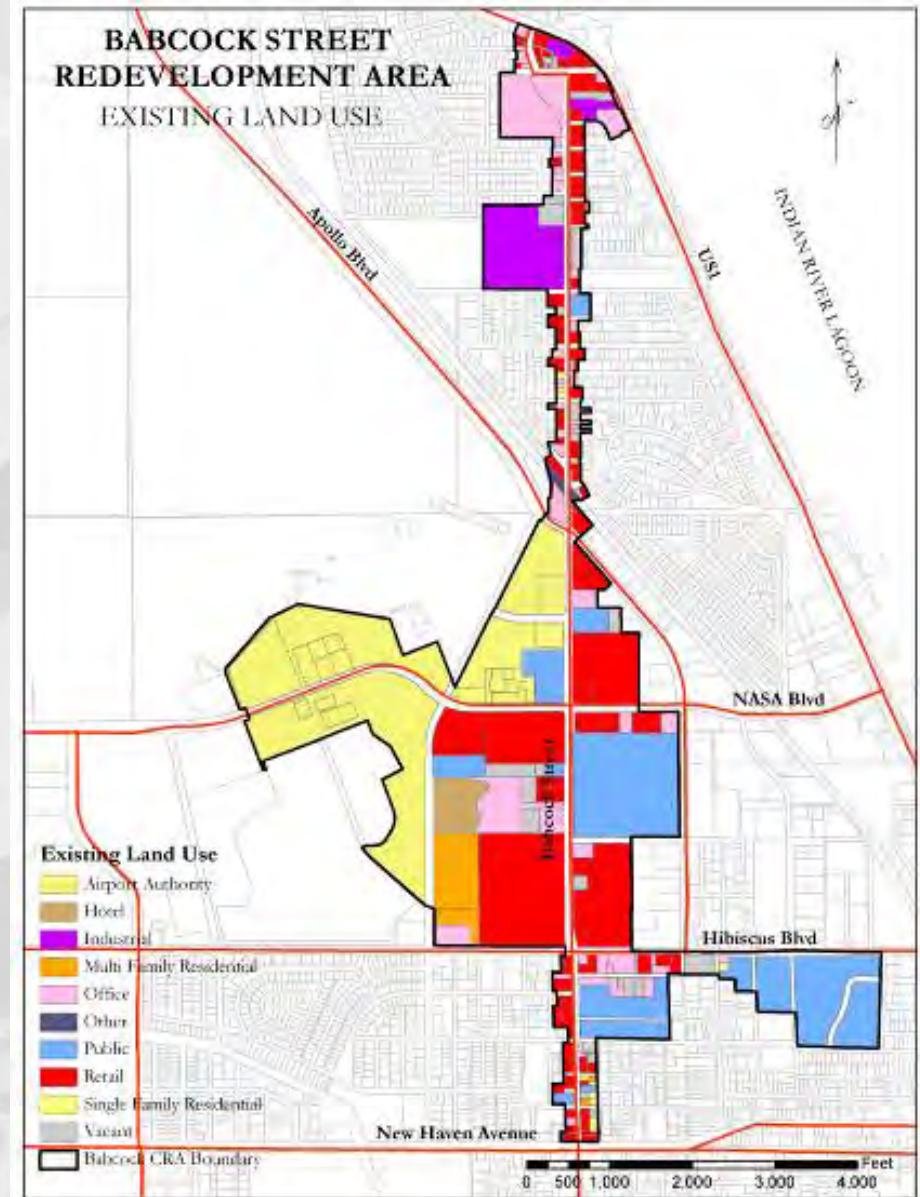 BABCOCK STREET
REDEVELOPMENT AREA
EXISTING LAND USE
N
Apollo Blvd
US1
INDIAN RIVER LAGOON
NASA Blvd
Babcock Street
Existing Land Use
Airport Authority
Hotel
Industrial
Multi Family Residential
Office
Other
Public
Retail
Single Family Residential
Vacant
Babcock CRA Boundary
Hibiscus Blvd
New Haven Avenue
Feet
0 500 1,000 2,000 3,000 4,000